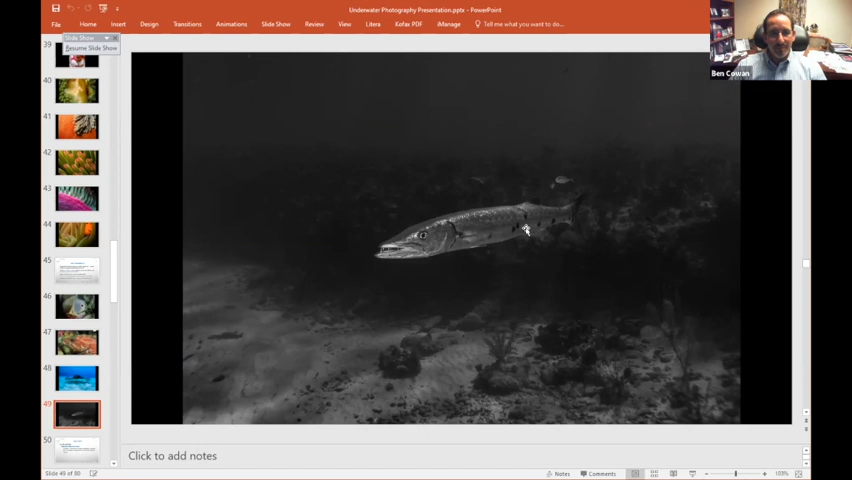 Underwater Photography Presentation.pptx - PowerPoint
File Home Insert Design Transitions Animations Slide Show Review View Litera Kofax PDF iManage Tell me what you want to do...
Slide Show
Resume Slide Show
Ben Cowan
39
40
41
42
43
44
45
46
47
48
49
50
Click to add notes
Slide 49 of 80
Notes Comments
103%